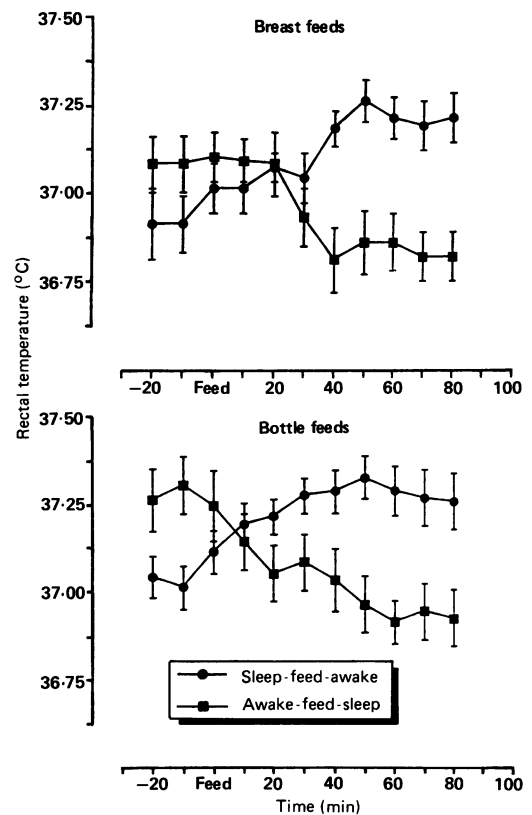 Breast feeds
37·50
37·25
37·00
36·75
−20 Feed 20 40 60 80 100
Rectal temperature (°C)
Bottle feeds
37·50
37·25
37·00
36·75
Sleep-feed-awake
Awake-feed-sleep
−20 Feed 20 40 60 80 100
Time (min)